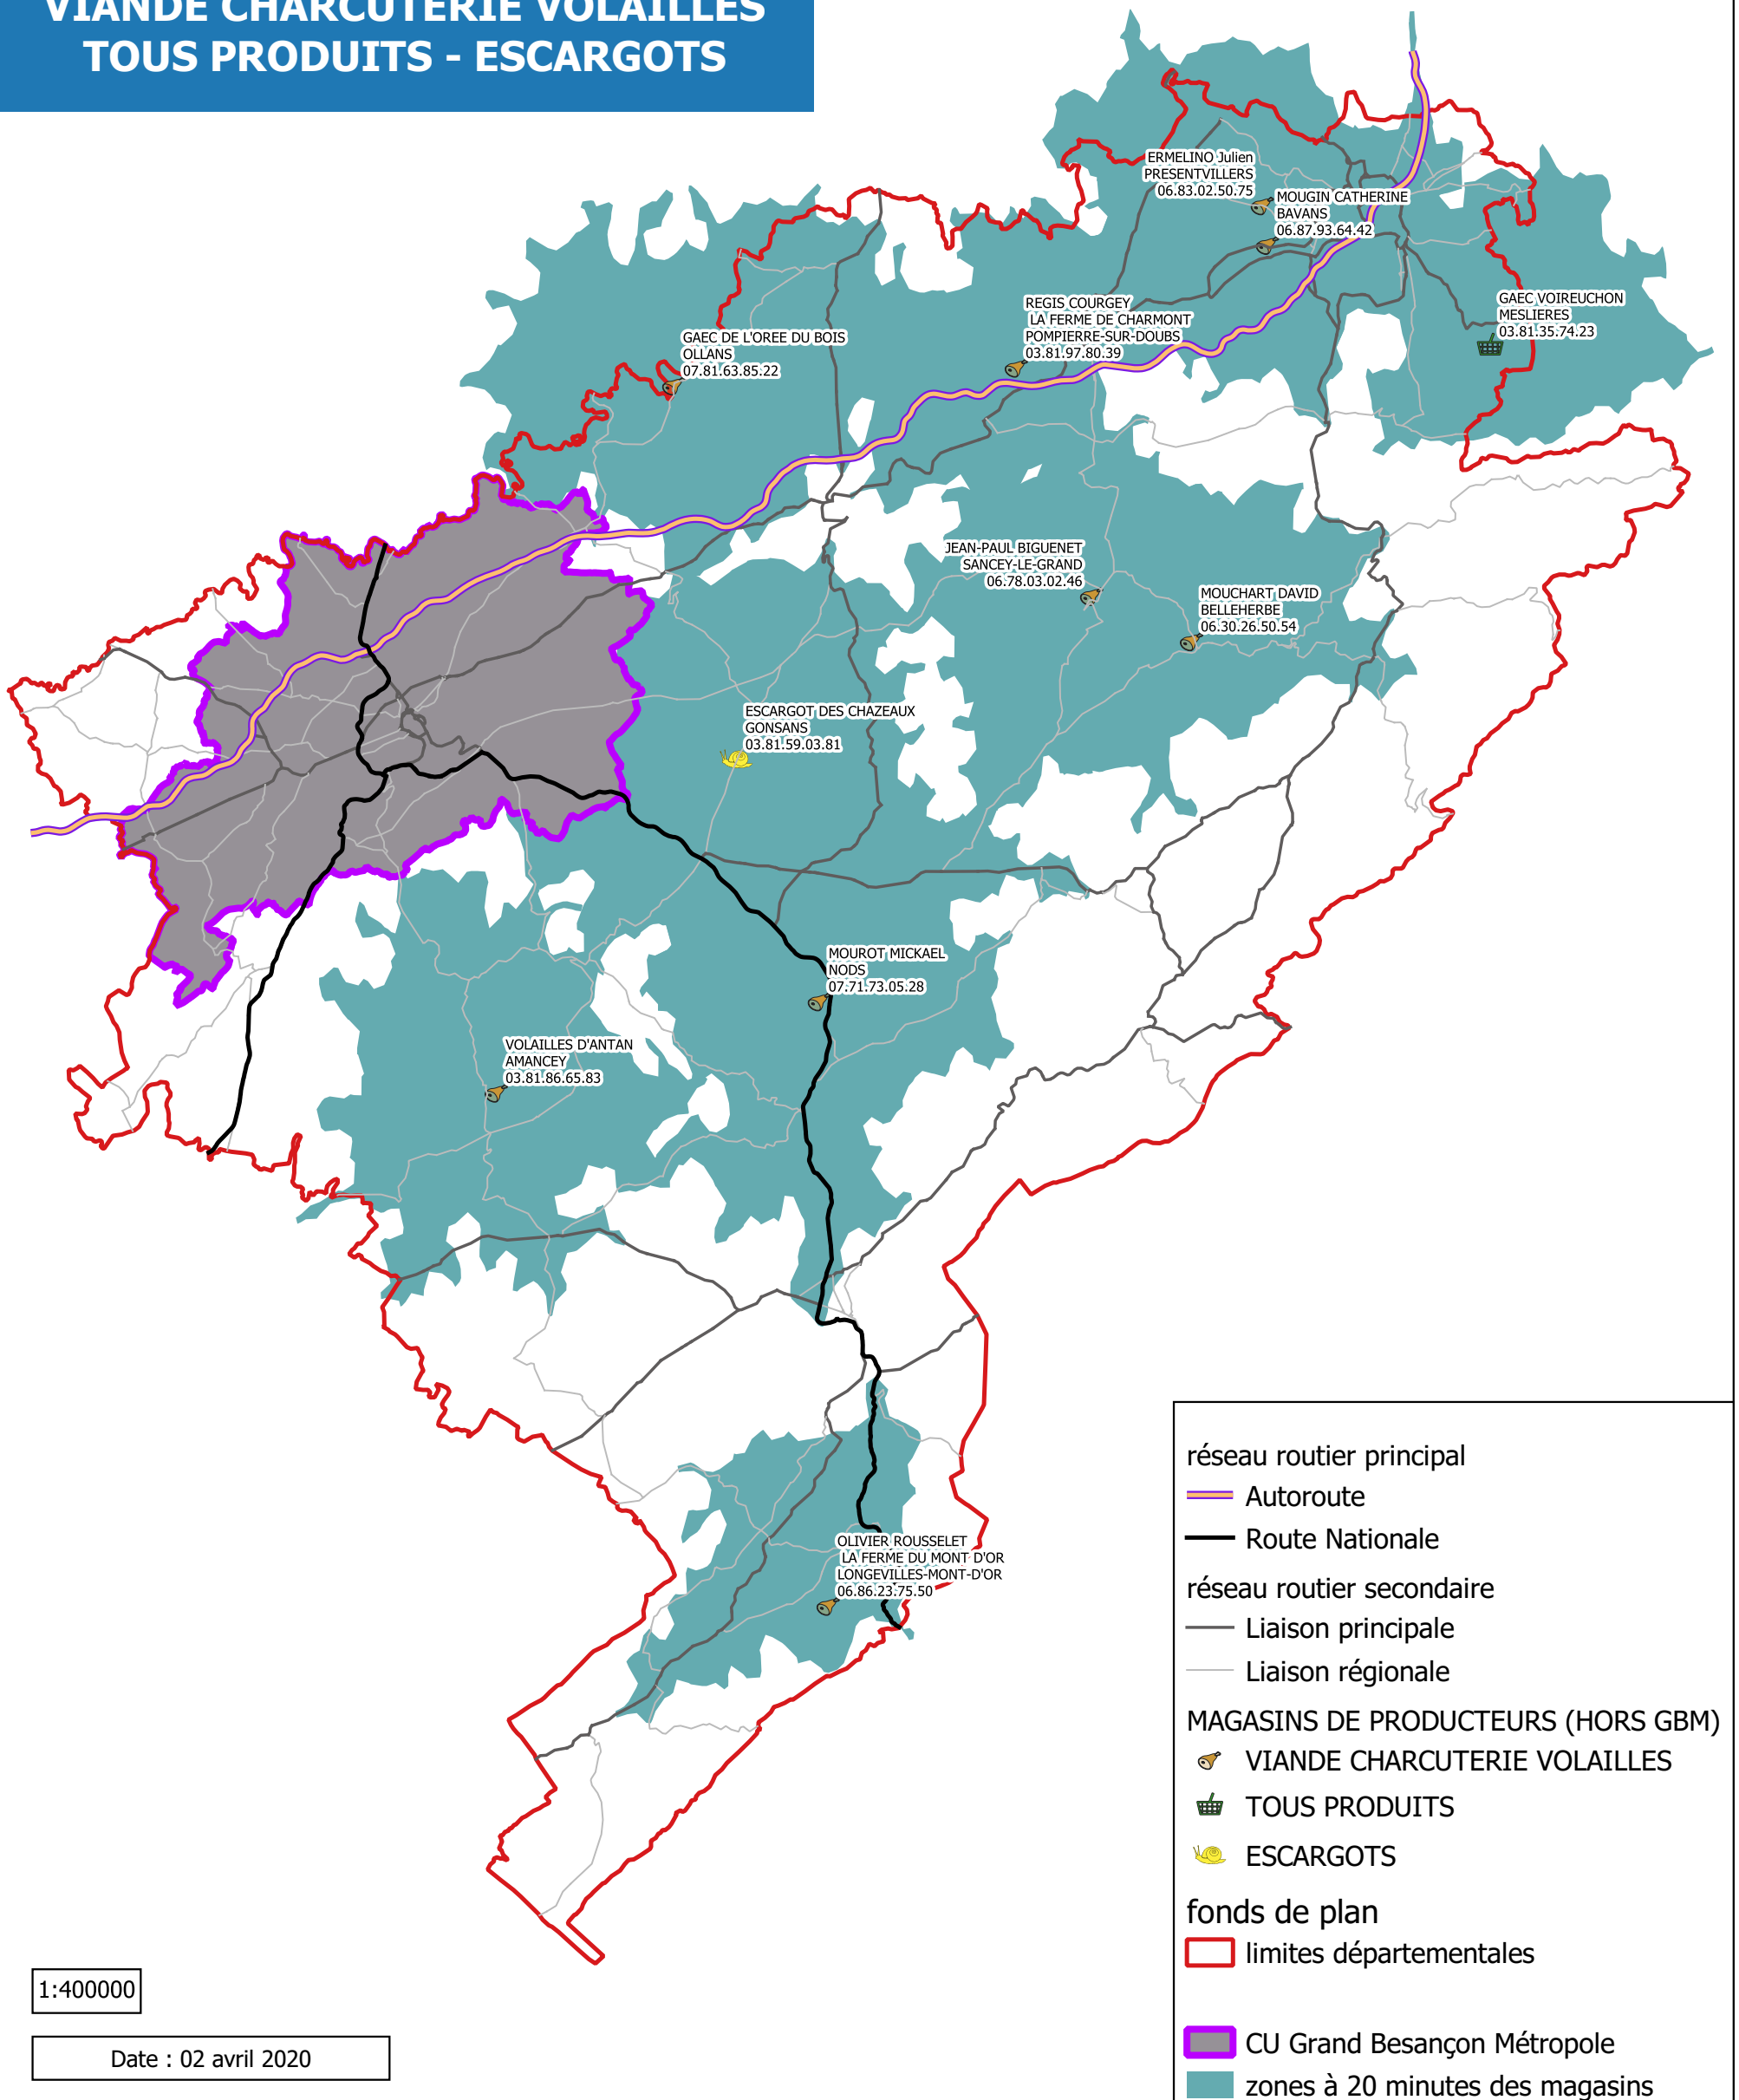 VIANDE CHARCUTERIE VOLAILLES
TOUS PRODUITS - ESCARGOTS
ERMELINO Julien
PRESENTVILLERS
06.83.02.50.75
MOUGIN CATHERINE
BAVANS
06.87.93.64.42
GAEC VOIREUCHON
MESLIERES
03.81.35.74.23
REGIS COURGEY
LA FERME DE CHARMONT
POMPIERRE-SUR-DOUBS
03.81.97.80.39
GAEC DE L'OREE DU BOIS
OLLANS
07.81.63.85.22
JEAN-PAUL BIGUENET
SANCEY-LE-GRAND
06.78.03.02.46
MOUCHART DAVID
BELLEHERBE
06.30.26.50.54
ESCARGOT DES CHAZEAUX
GONSANS
03.81.59.03.81
MOUROT MICKAEL
NODS
07.71.73.05.28
VOLAILLES D'ANTAN
AMANCEY
03.81.86.65.83
OLIVIER ROUSSELET
LA FERME DU MONT D'OR
LONGEVILLES-MONT-D'OR
06.86.23.75.50
réseau routier principal
Autoroute
Route Nationale
réseau routier secondaire
Liaison principale
Liaison régionale
MAGASINS DE PRODUCTEURS (HORS GBM)
VIANDE CHARCUTERIE VOLAILLES
TOUS PRODUITS
ESCARGOTS
fonds de plan
limites départementales
CU Grand Besançon Métropole
zones à 20 minutes des magasins
1:400000
Date : 02 avril 2020